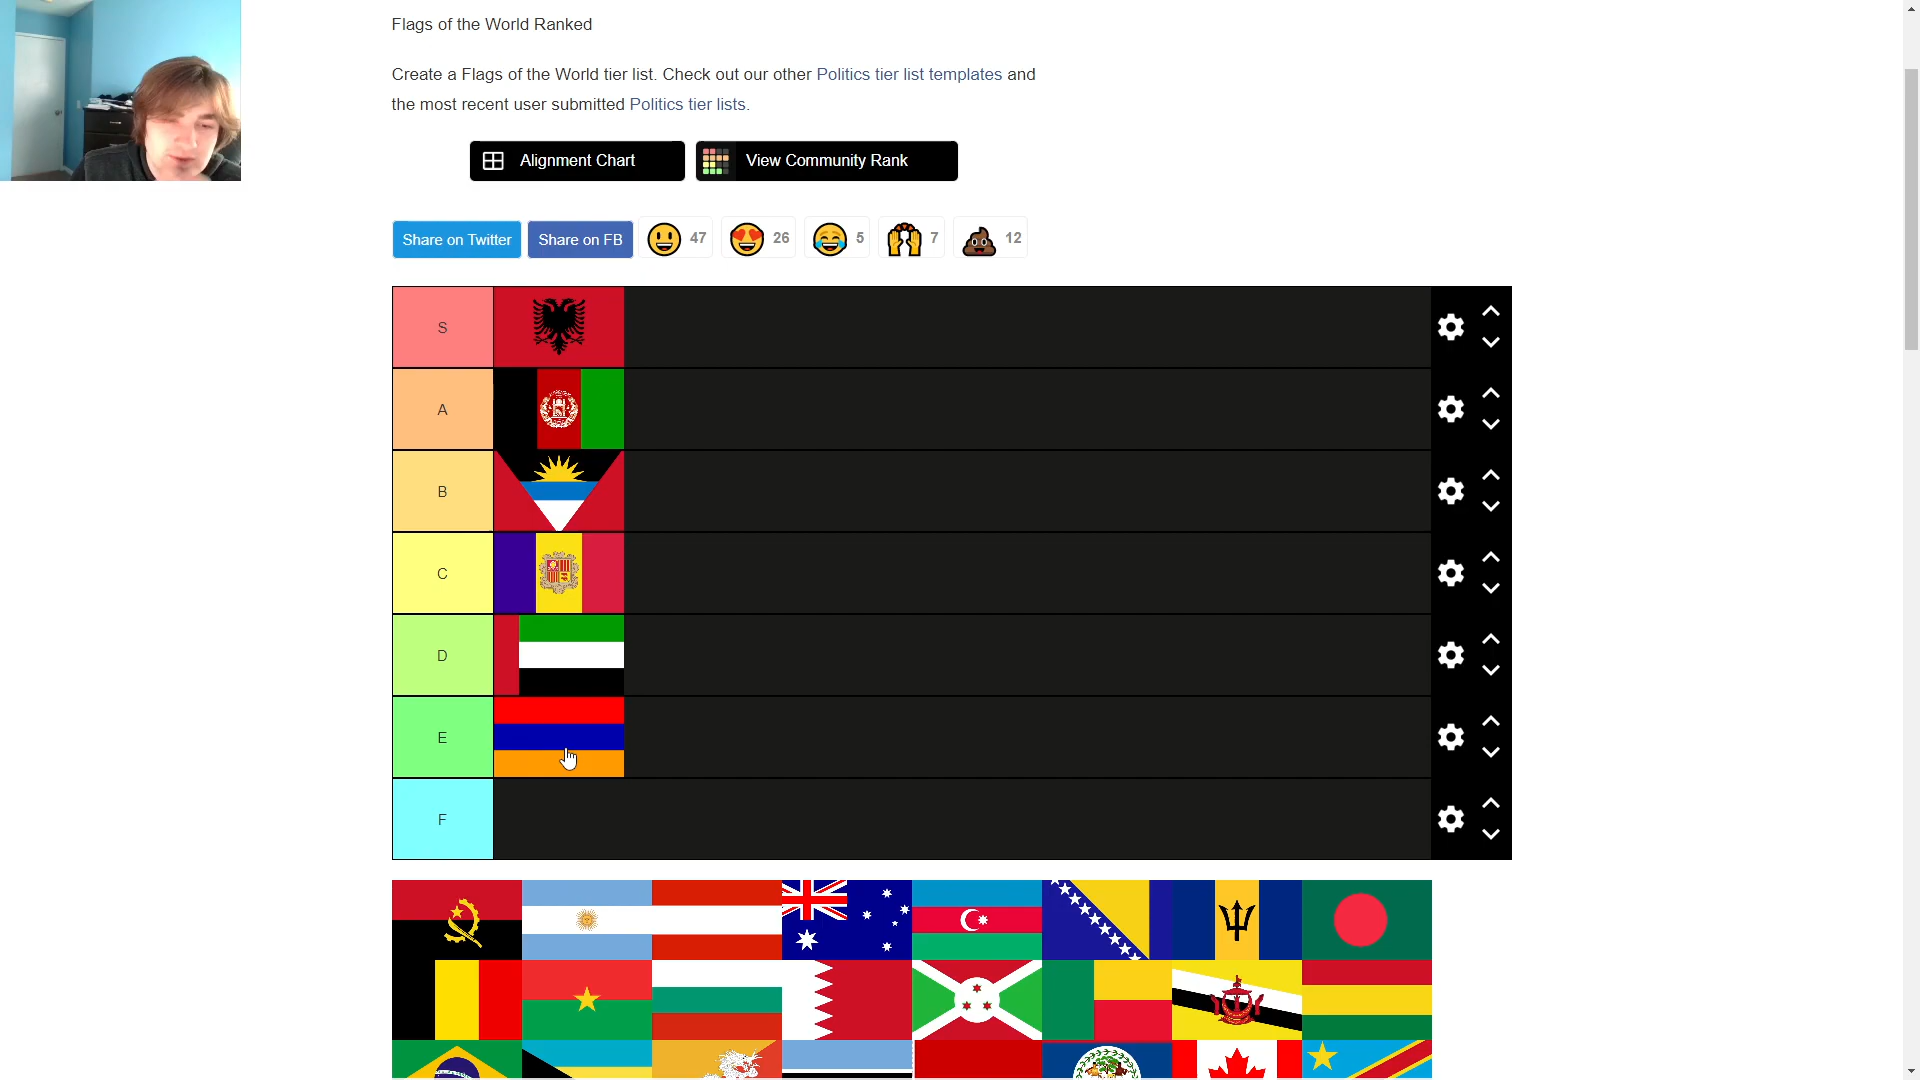 Flags of the World Ranked
Create a Flags of the World tier list. Check out our other Politics tier list templates and
the most recent user submitted Politics tier lists.
Alignment Chart
View Community Rank
Share on Twitter
Share on FB
47
26
5
7
12
S
A
B
C
D
E
F